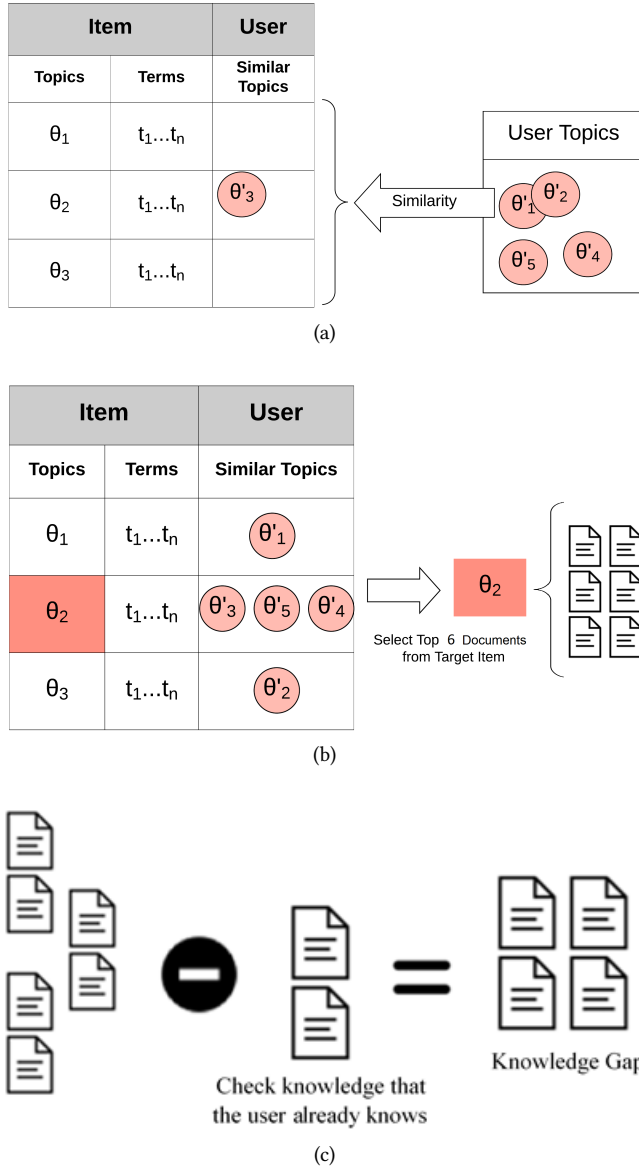 Item User
Topics Terms Similar Topics
θ₁ t₁...tₙ
θ₂ t₁...tₙ θ'₃
θ₃ t₁...tₙ
Similarity
User Topics
θ'₁ θ'₂
θ'₅ θ'₄
(a)
Item User
Topics Terms Similar Topics
θ₁ t₁...tₙ θ'₁
θ₂ t₁...tₙ θ'₃ θ'₅ θ'₄
θ₃ t₁...tₙ θ'₂
θ₂
Select Top 6 Documents
from Target Item
(b)
Check knowledge that
the user already knows
Knowledge Gap
(c)